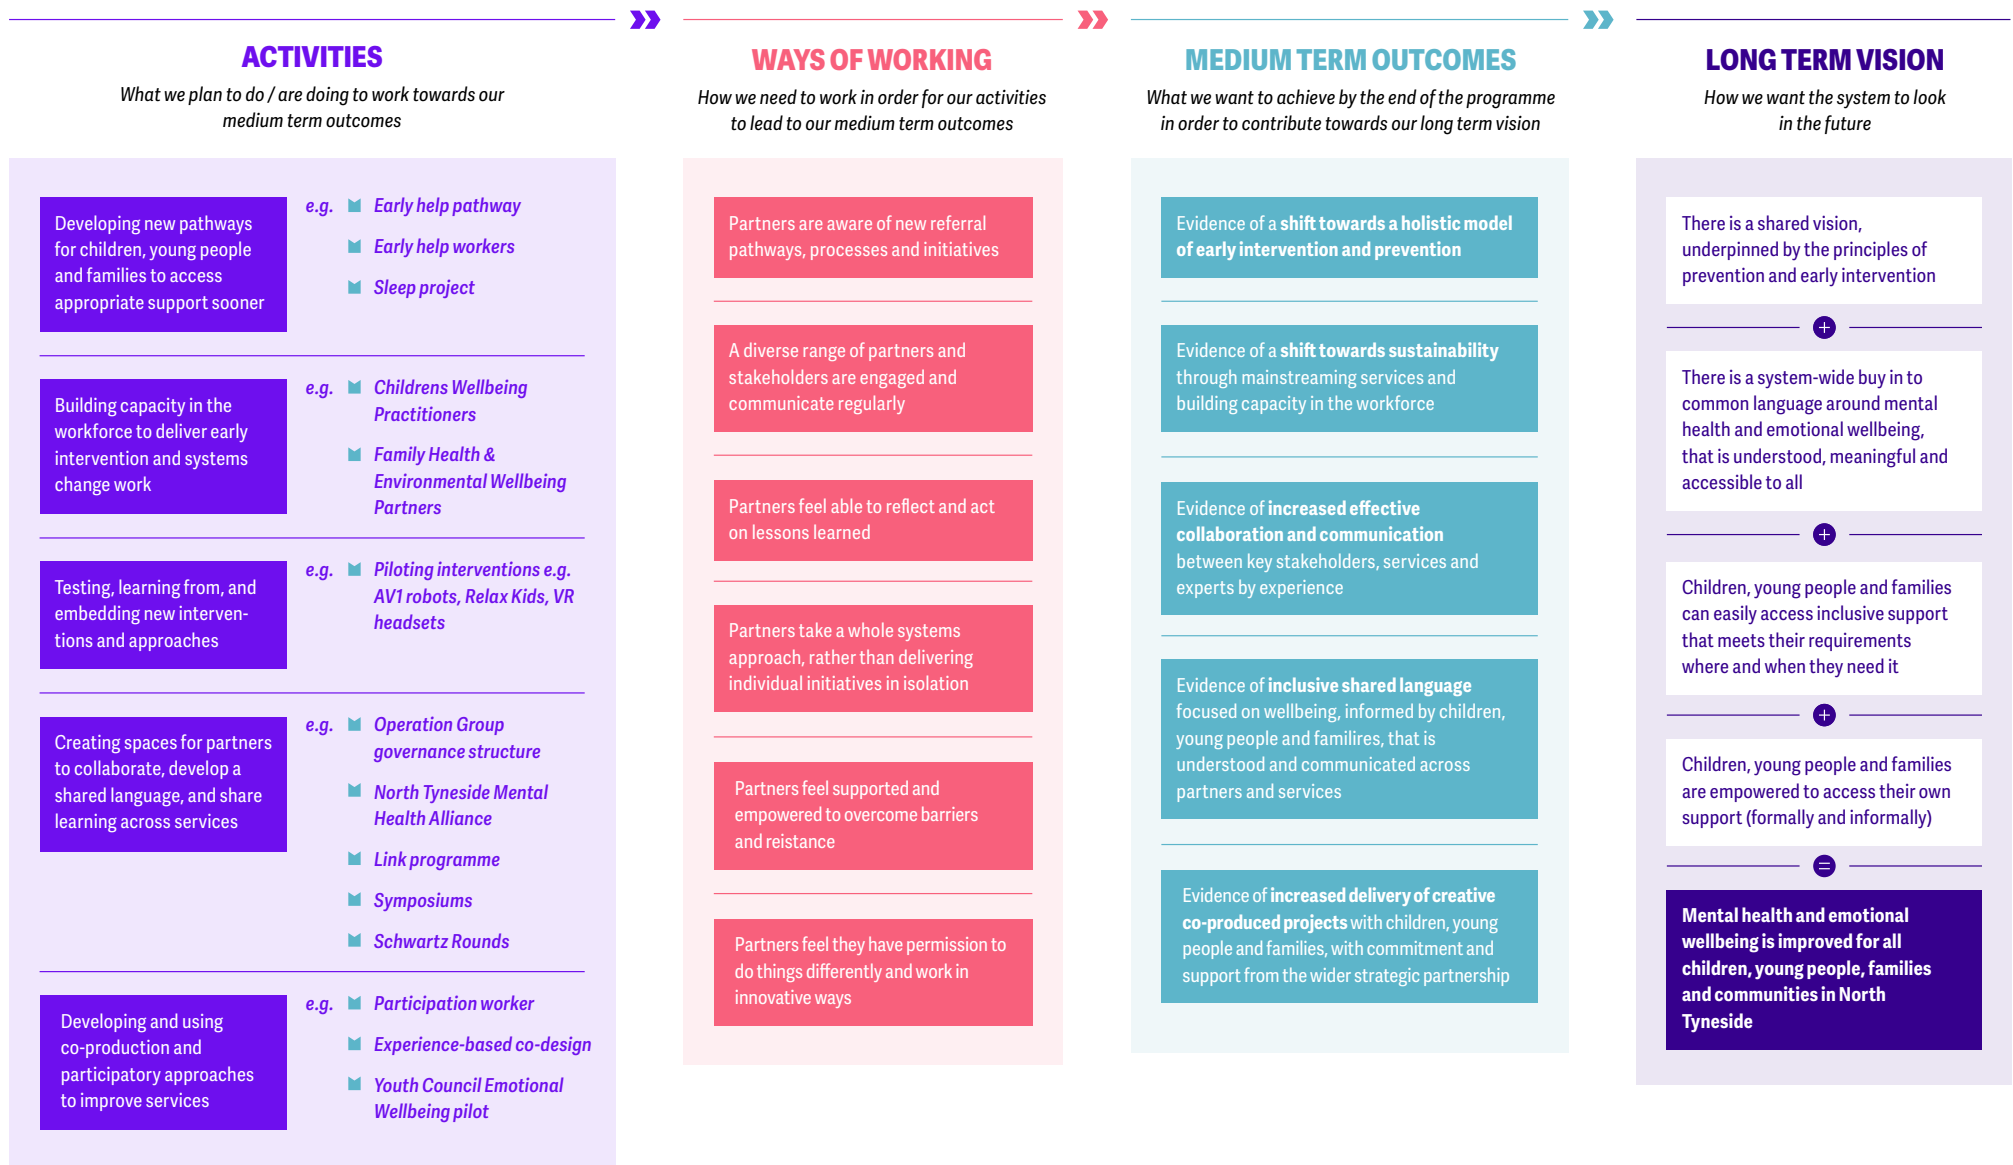 ACTIVITIES
What we plan to do / are doing to work towards our
medium term outcomes
Developing new pathways
for children, young people
and families to access
appropriate support sooner
e.g. Early help pathway
Early help workers
Sleep project
Building capacity in the
workforce to deliver early
intervention and systems
change work
e.g. Childrens Wellbeing
Practitioners
Family Health &
Environmental Wellbeing
Partners
Testing, learning from, and
embedding new interven-
tions and approaches
e.g. Piloting interventions e.g.
AV1 robots, Relax Kids, VR
headsets
Creating spaces for partners
to collaborate, develop a
shared language, and share
learning across services
e.g. Operation Group
governance structure
North Tyneside Mental
Health Alliance
Link programme
Symposiums
Schwartz Rounds
Developing and using
co-production and
participatory approaches
to improve services
e.g. Participation worker
Experience-based co-design
Youth Council Emotional
Wellbeing pilot
WAYS OF WORKING
How we need to work in order for our activities
to lead to our medium term outcomes
Partners are aware of new referral
pathways, processes and initiatives
A diverse range of partners and
stakeholders are engaged and
communicate regularly
Partners feel able to reflect and act
on lessons learned
Partners take a whole systems
approach, rather than delivering
individual initiatives in isolation
Partners feel supported and
empowered to overcome barriers
and reistance
Partners feel they have permission to
do things differently and work in
innovative ways
MEDIUM TERM OUTCOMES
What we want to achieve by the end of the programme
in order to contribute towards our long term vision
Evidence of a shift towards a holistic model
of early intervention and prevention
Evidence of a shift towards sustainability
through mainstreaming services and
building capacity in the workforce
Evidence of increased effective
collaboration and communication
between key stakeholders, services and
experts by experience
Evidence of inclusive shared language
focused on wellbeing, informed by children,
young people and familires, that is
understood and communicated across
partners and services
Evidence of increased delivery of creative
co-produced projects with children, young
people and families, with commitment and
support from the wider strategic partnership
LONG TERM VISION
How we want the system to look
in the future
There is a shared vision,
underpinned by the principles of
prevention and early intervention
+
There is a system-wide buy in to
common language around mental
health and emotional wellbeing,
that is understood, meaningful and
accessible to all
+
Children, young people and families
can easily access inclusive support
that meets their requirements
where and when they need it
+
Children, young people and families
are empowered to access their own
support (formally and informally)
=
Mental health and emotional
wellbeing is improved for all
children, young people, families
and communities in North
Tyneside